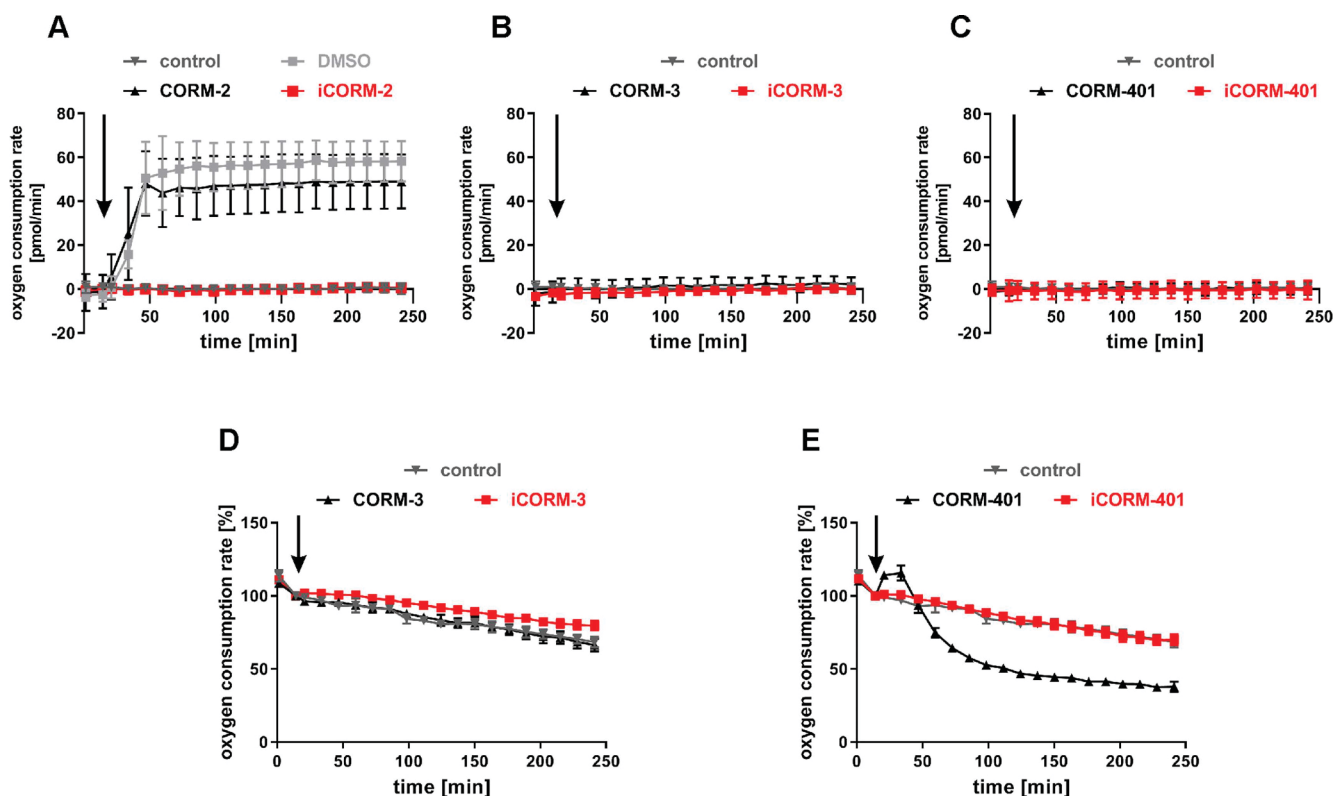 A
control DMSO
CORM-2 iCORM-2
oxygen consumption rate
[pmol/min]
80
60
40
20
0
-20
50 100 150 200 250
time [min]
B
control
CORM-3 iCORM-3
oxygen consumption rate
[pmol/min]
80
60
40
20
0
-20
50 100 150 200 250
time [min]
C
control
CORM-401 iCORM-401
oxygen consumption rate
[pmol/min]
80
60
40
20
0
-20
50 100 150 200 250
time [min]
D
control
CORM-3 iCORM-3
oxygen consumption rate [%]
150
100
50
0
0 50 100 150 200 250
time [min]
E
control
CORM-401 iCORM-401
oxygen consumption rate [%]
150
100
50
0
0 50 100 150 200 250
time [min]